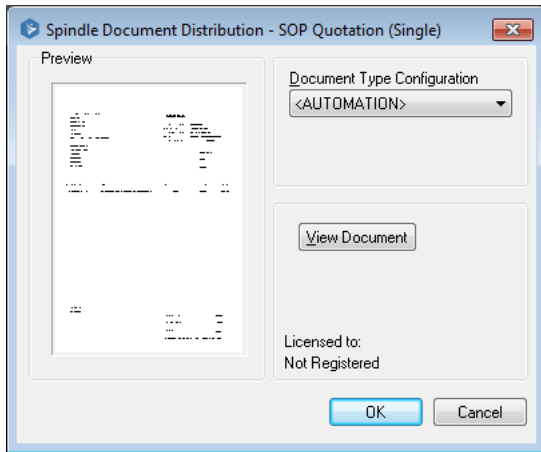 Spindle Document Distribution - SOP Quotation (Single)
Preview
Document Type Configuration
<AUTOMATION>
View Document
Licensed to:
Not Registered
OK
Cancel